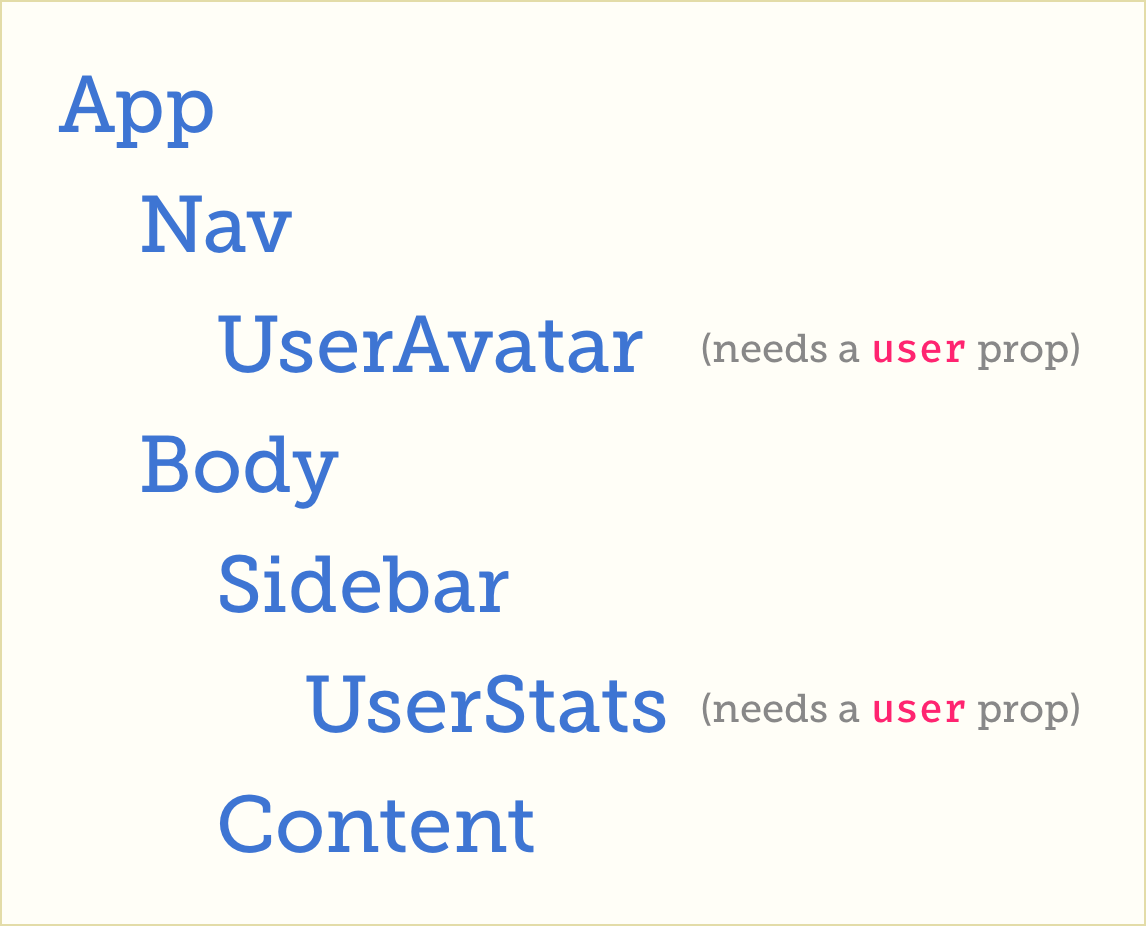 App
Nav
UserAvatar (needs a user prop)
Body
Sidebar
UserStats (needs a user prop)
Content